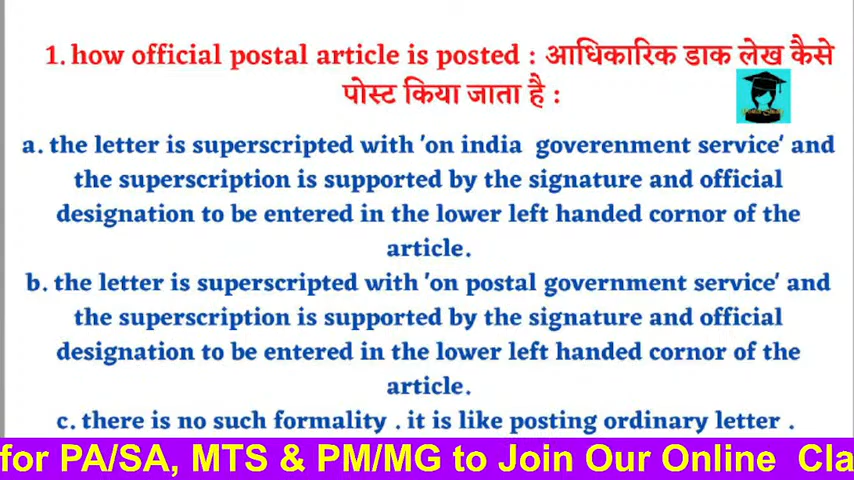 1. how official postal article is posted : आधिकारिक डाक लेख कैसे
पोस्ट किया जाता है :
a. the letter is superscripted with 'on india goverenment service' and
the superscription is supported by the signature and official
designation to be entered in the lower left handed cornor of the
article.
b. the letter is superscripted with 'on postal government service' and
the superscription is supported by the signature and official
designation to be entered in the lower left handed cornor of the
article.
c. there is no such formality . it is like posting ordinary letter .
for PA/SA, MTS & PM/MG to Join Our Online Cla